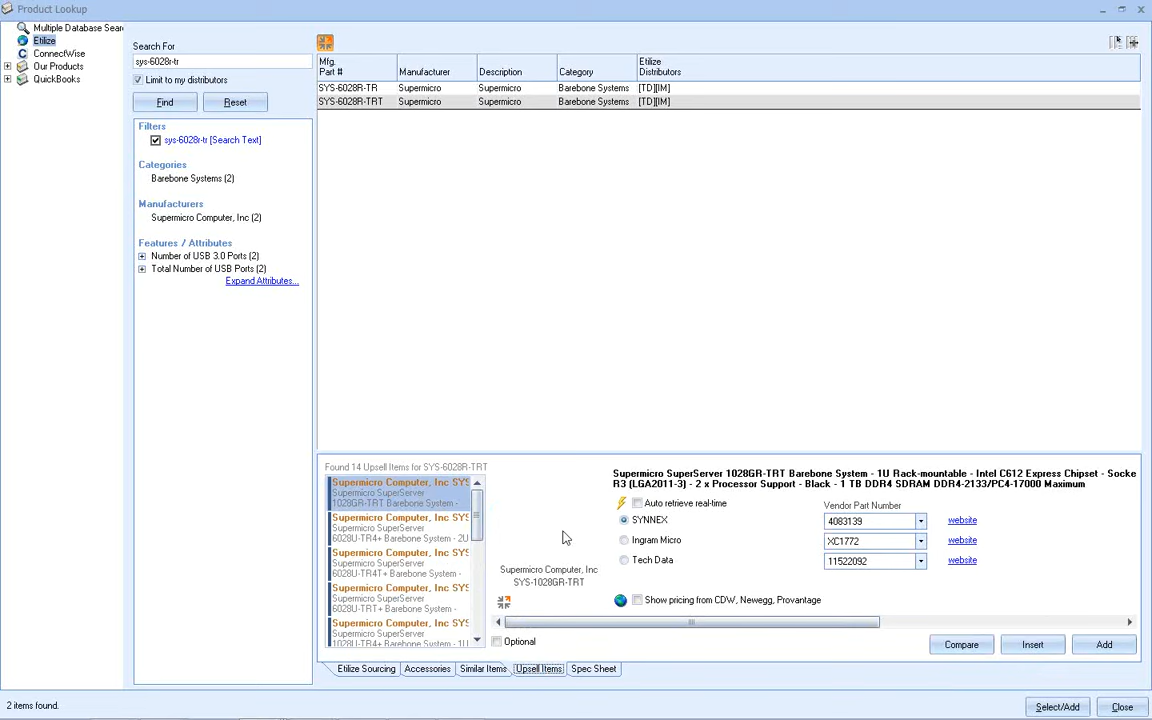 Product Lookup
Multiple Database Sear
Etilize
ConnectWise
Our Products
QuickBooks
Search For
sys-6028r-tr
Limit to my distributors
Find
Reset
Filters
sys-6028r-tr [Search Text]
Categories
Barebone Systems (2)
Manufacturers
Supermicro Computer, Inc (2)
Features / Attributes
Number of USB 3.0 Ports (2)
Total Number of USB Ports (2)
Expand Attributes...
Mfg. Part # Manufacturer Description Category Etilize Distributors
SYS-6028R-TR Supermicro Supermicro Barebone Systems [TD][IM]
SYS-6028R-TRT Supermicro Supermicro Barebone Systems [TD][IM]
Found 14 Upsell Items for SYS-6028R-TRT
Supermicro Computer, Inc SYS
Supermicro SuperServer
1028GR-TRT Barebone System -
Supermicro Computer, Inc SYS
Supermicro SuperServer
6028U-TR4+ Barebone System - 2U
Supermicro Computer, Inc SYS
Supermicro SuperServer
6028U-TR4T+ Barebone System -
Supermicro Computer, Inc SYS
Supermicro SuperServer
6028U-TRT+ Barebone System -
Supermicro Computer, Inc SYS
Supermicro SuperServer
1028U-TR4+ Barebone System - 1U
Supermicro Computer, Inc
SYS-1028GR-TRT
Optional
Supermicro SuperServer 1028GR-TRT Barebone System - 1U Rack-mountable - Intel C612 Express Chipset - Socke
R3 (LGA2011-3) - 2 x Processor Support - Black - 1 TB DDR4 SDRAM DDR4-2133/PC4-17000 Maximum
Auto retrieve real-time
Vendor Part Number
SYNNEX 4083139 website
Ingram Micro XC1772 website
Tech Data 11522092 website
Show pricing from CDW, Newegg, Provantage
Compare
Insert
Add
Etilize Sourcing
Accessories
Similar Items
Upsell Items
Spec Sheet
2 items found.
Select/Add
Close